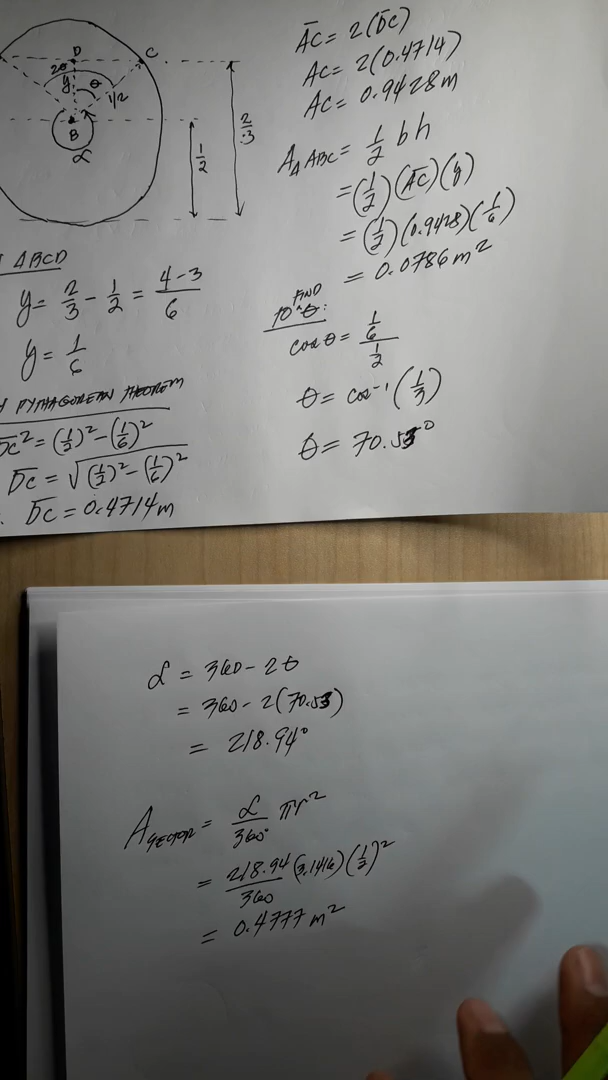 D
C
2θ
y
θ
1/2
B
α
1/2
2/3
ABCD
y = 2/3 - 1/2 = (4-3)/6
y = 1/6
PYTHAGOREAN THEOREM
DC² = (1/2)² - (1/6)²
DC = √((1/2)² - (1/6)²)
DC = 0.4714m
AC = 2(DC)
AC = 2(0.4714)
AC = 0.9428m
A△ABC = 1/2 bh
= (1/2)(AC)(y)
= (1/2)(0.9428)(1/6)
= 0.0786m²
FIND
θ:
cos θ = (1/6)/(1/2)
θ = cos⁻¹ (1/3)
θ = 70.53°
α = 360 - 2θ
= 360 - 2(70.53)
= 218.94°
A SECTOR = α/360° πr²
= 218.94/360 (3.1416)(1/2)²
= 0.4777 m²